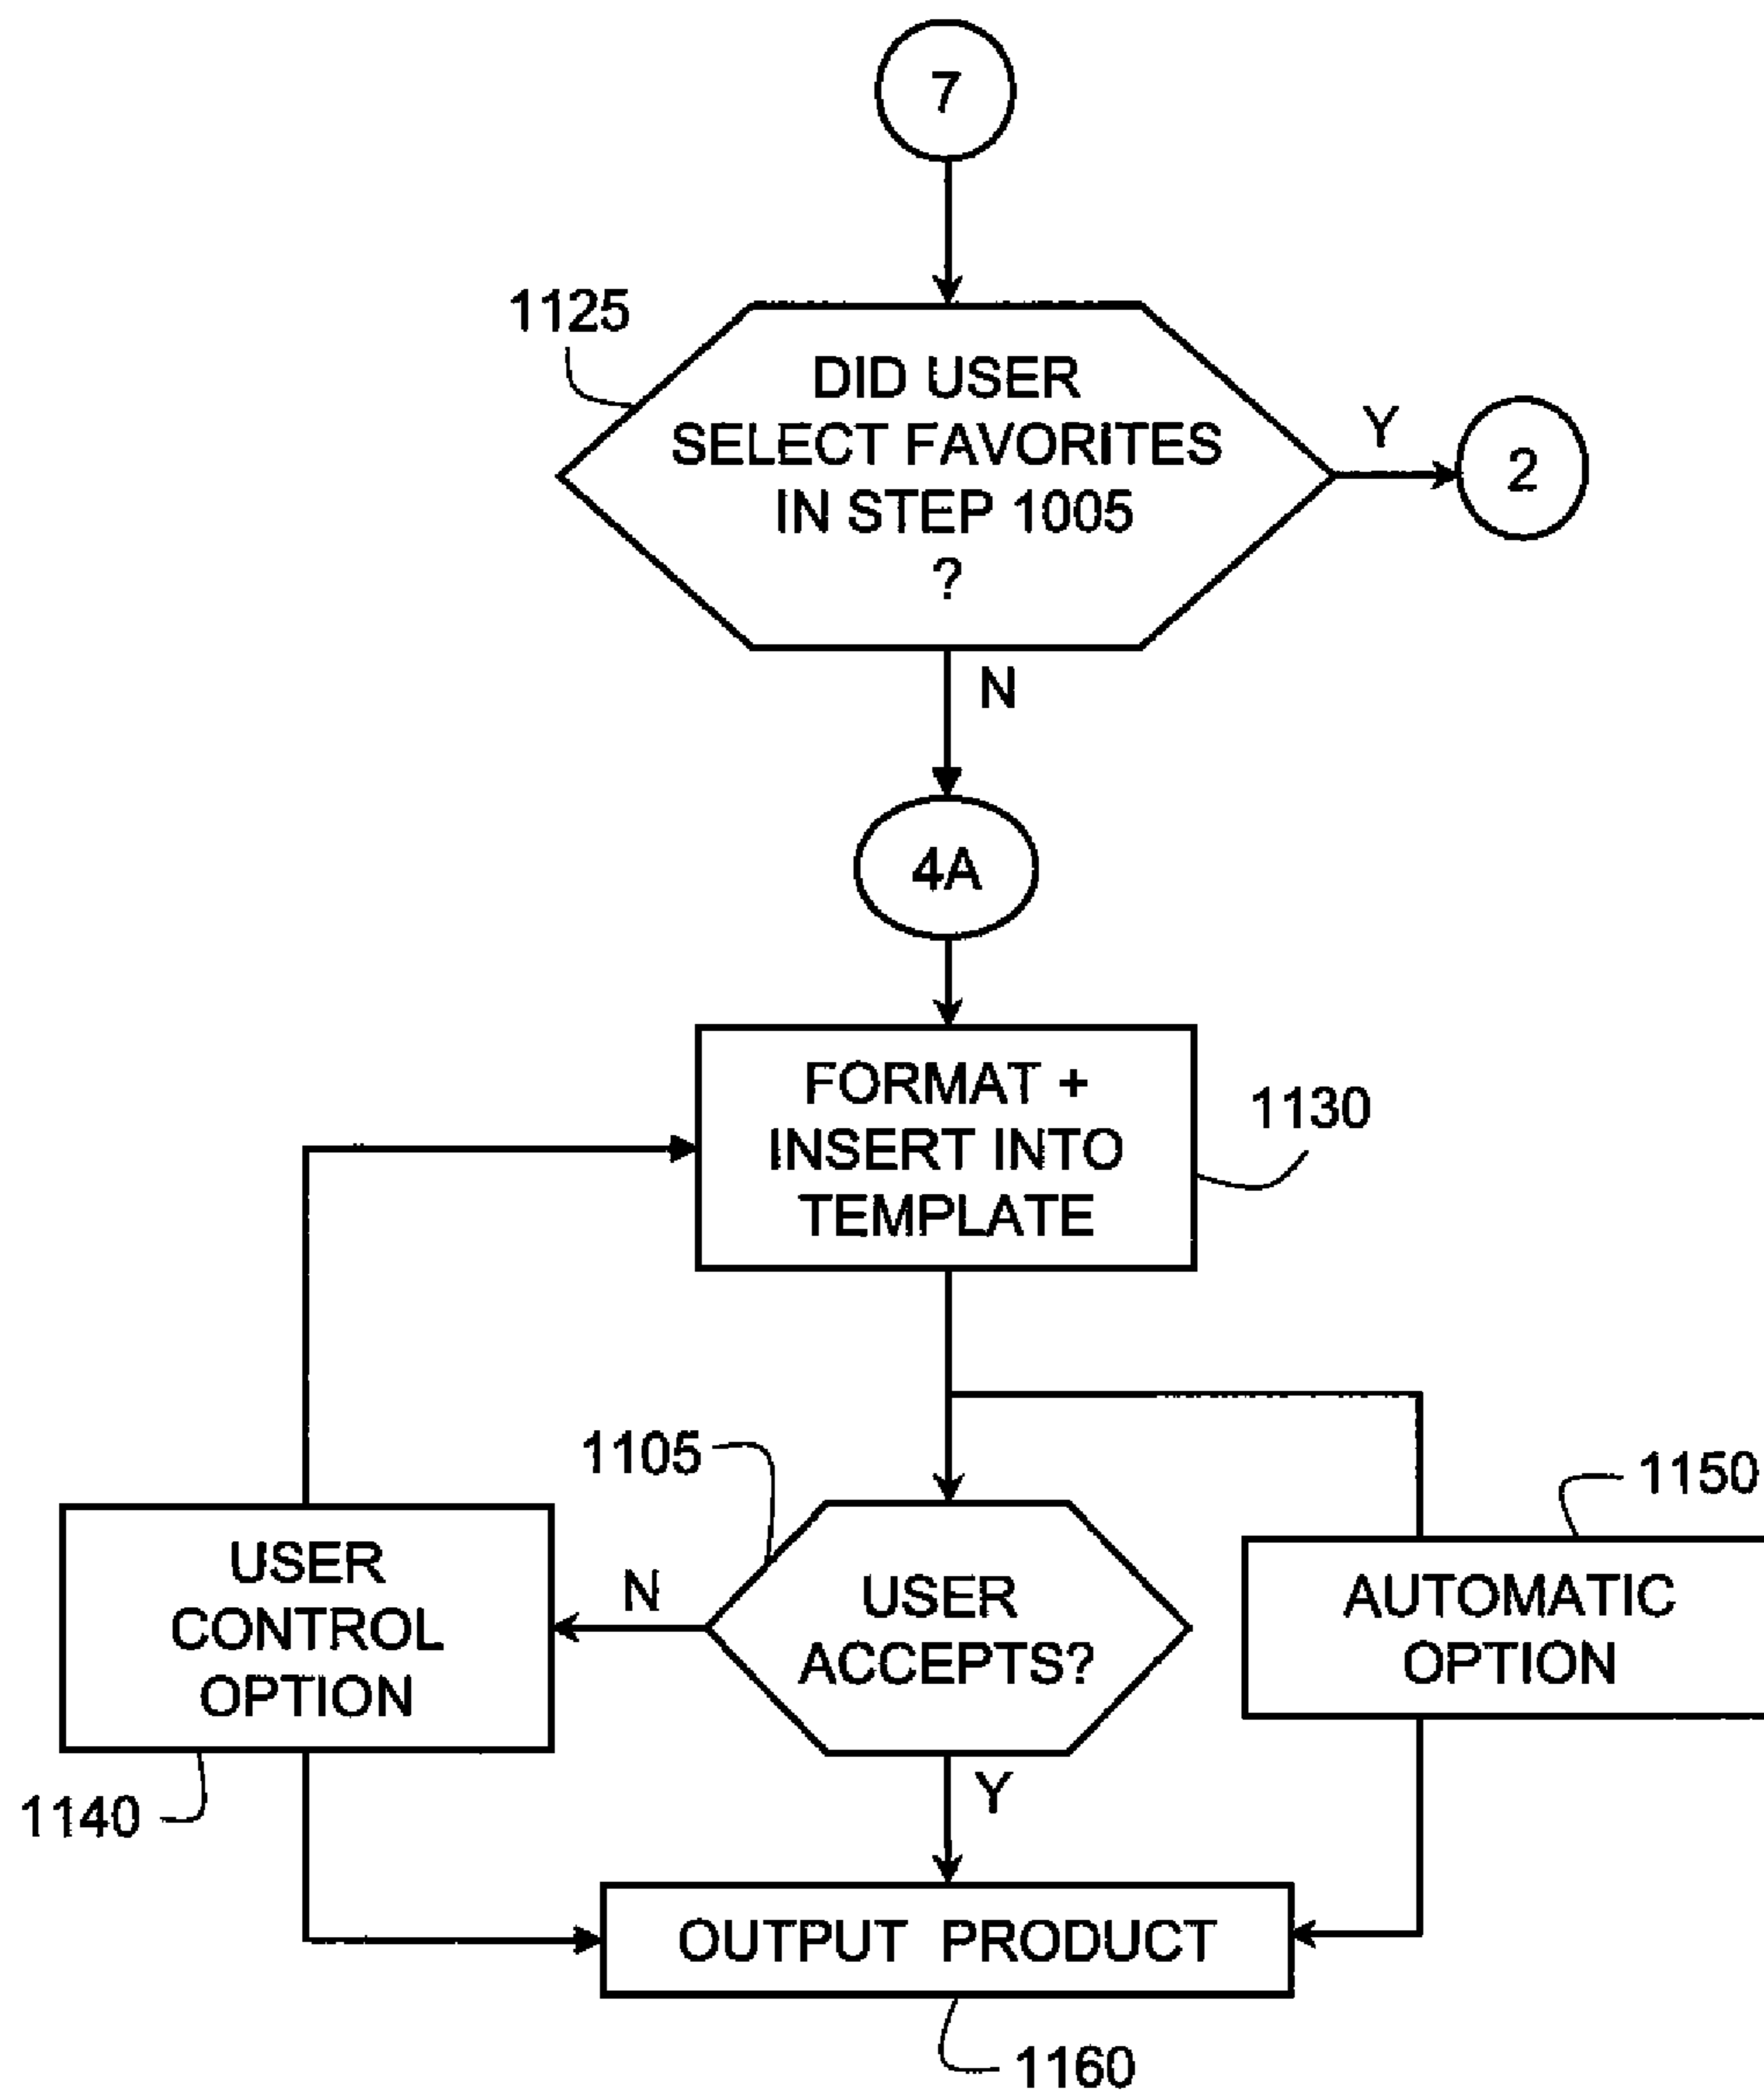 7
1125
DID USER
SELECT FAVORITES
IN STEP 1005
?
Y
2
N
4A
FORMAT +
INSERT INTO
TEMPLATE
1130
1105
1150
USER
CONTROL
OPTION
N
USER
ACCEPTS?
AUTOMATIC
OPTION
1140
Y
OUTPUT PRODUCT
1160